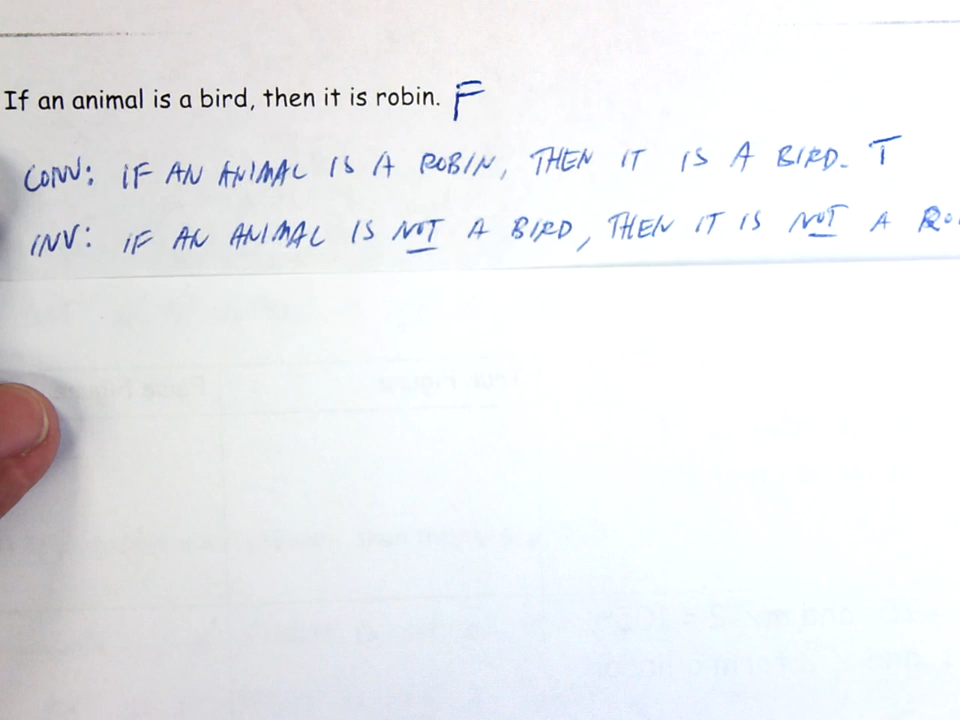 If an animal is a bird, then it is robin. F
CONV: IF AN ANIMAL IS A ROBIN, THEN IT IS A BIRD. T
INV: IF AN ANIMAL IS NOT A BIRD, THEN IT IS NOT A